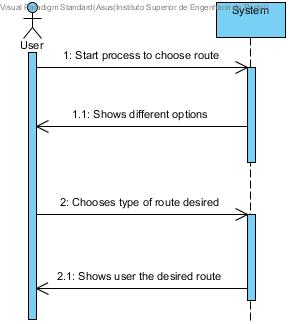 Visual Paradigm Standard(Asus(Instituto Superior de Engenharia do
System
User
1: Start process to choose route
1.1: Shows different options
2: Chooses type of route desired
2.1: Shows user the desired route